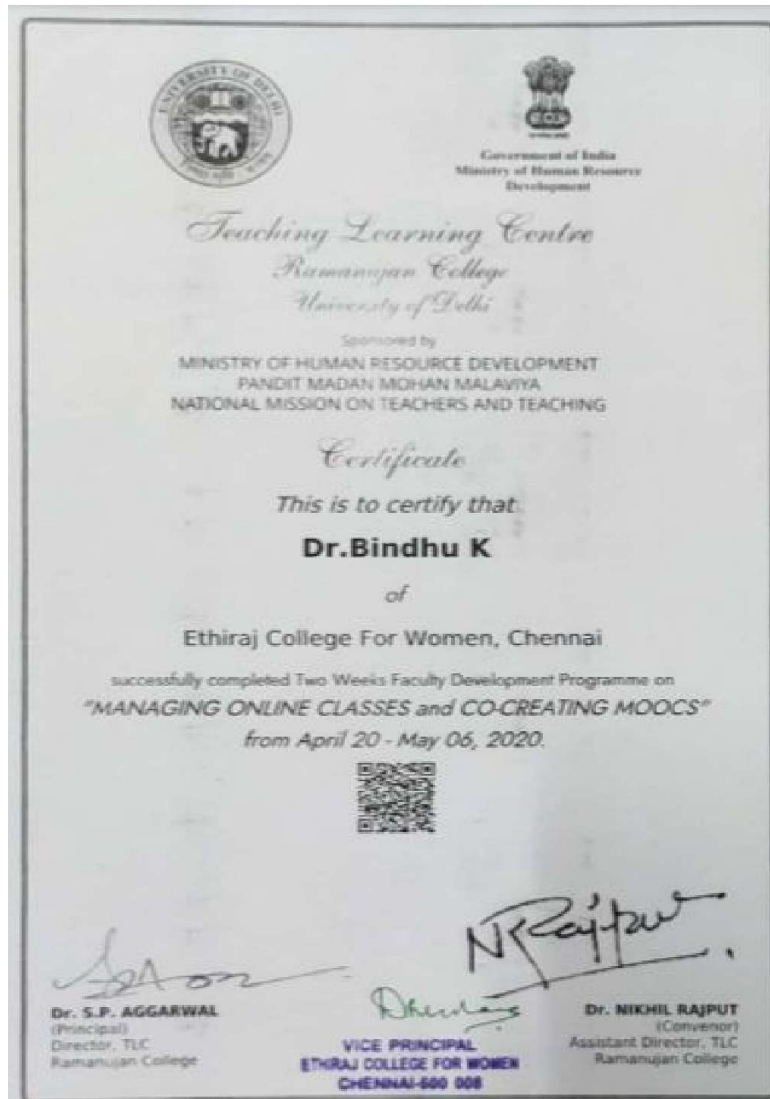 UNIVERSITY OF DELHI
Government of India
Ministry of Human Resource
Development
Teaching Learning Centre
Ramanujan College
University of Delhi
Sponsored by
MINISTRY OF HUMAN RESOURCE DEVELOPMENT
PANDIT MADAN MOHAN MALAVIYA
NATIONAL MISSION ON TEACHERS AND TEACHING
Certificate
This is to certify that
Dr.Bindhu K
of
Ethiraj College For Women, Chennai
successfully completed Two Weeks Faculty Development Programme on
"MANAGING ONLINE CLASSES and CO-CREATING MOOCS"
from April 20 - May 06, 2020.
NRajput
Dr. S.P. AGGARWAL
(Principal)
Director, TLC
Ramanujan College
VICE PRINCIPAL
ETHIRAJ COLLEGE FOR WOMEN
CHENNAI-600 008
Dr. NIKHIL RAJPUT
(Convenor)
Assistant Director, TLC
Ramanujan College